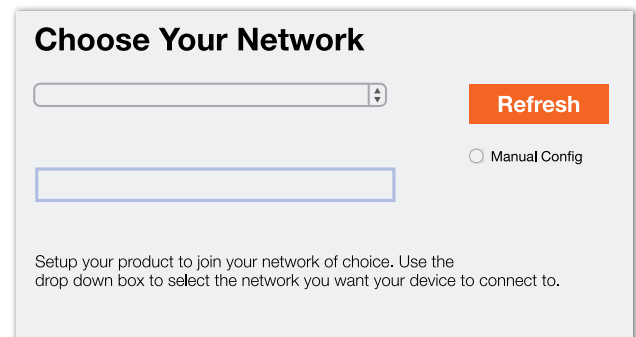 Choose Your Network
Refresh
Manual Config
Setup your product to join your network of choice. Use the
drop down box to select the network you want your device to connect to.